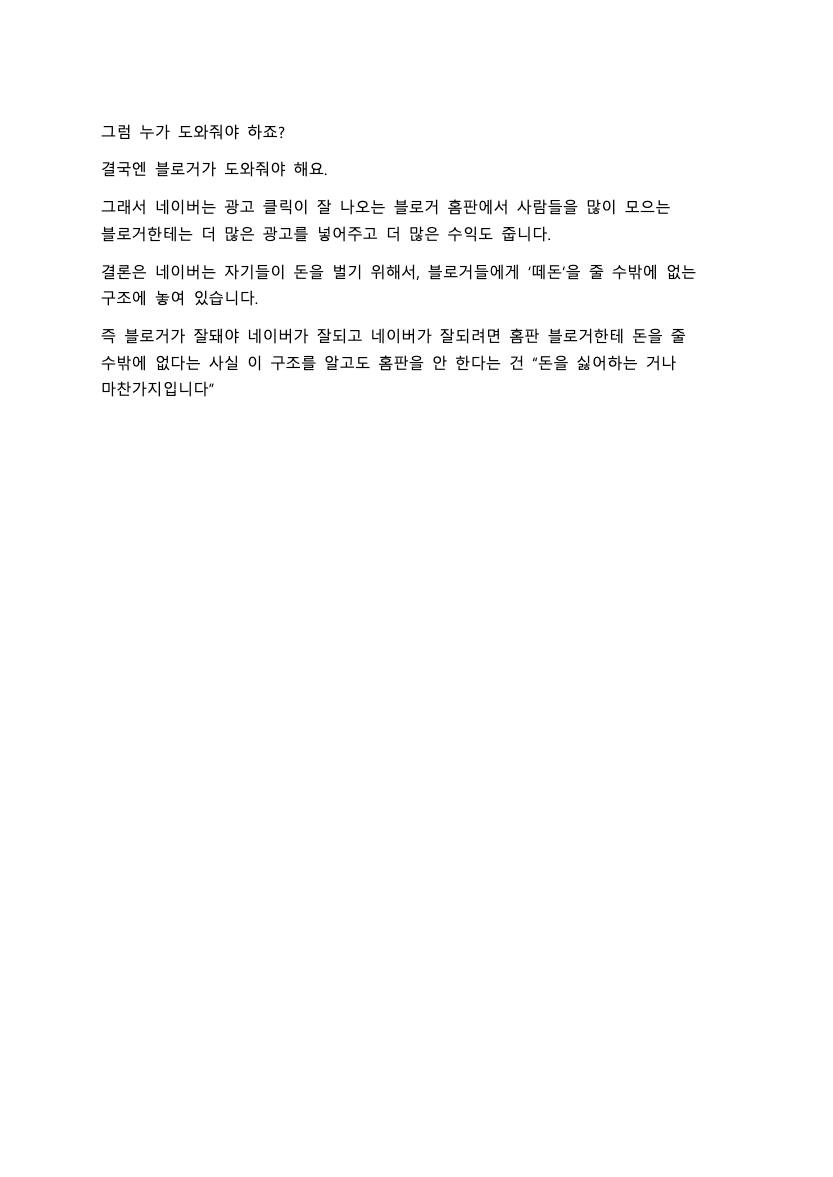 그럼 누가 도와줘야 하죠?
결국엔 블로거가 도와줘야 해요.
그래서 네이버는 광고 클릭이 잘 나오는 블로거 홈판에서 사람들을 많이 모으는
블로거한테는 더 많은 광고를 넣어주고 더 많은 수익도 줍니다.
결론은 네이버는 자기들이 돈을 벌기 위해서, 블로거들에게 ‘떼돈’을 줄 수밖에 없는
구조에 놓여 있습니다.
즉 블로거가 잘돼야 네이버가 잘되고 네이버가 잘되려면 홈판 블로거한테 돈을 줄
수밖에 없다는 사실 이 구조를 알고도 홈판을 안 한다는 건 “돈을 싫어하는 거나
마찬가지입니다”